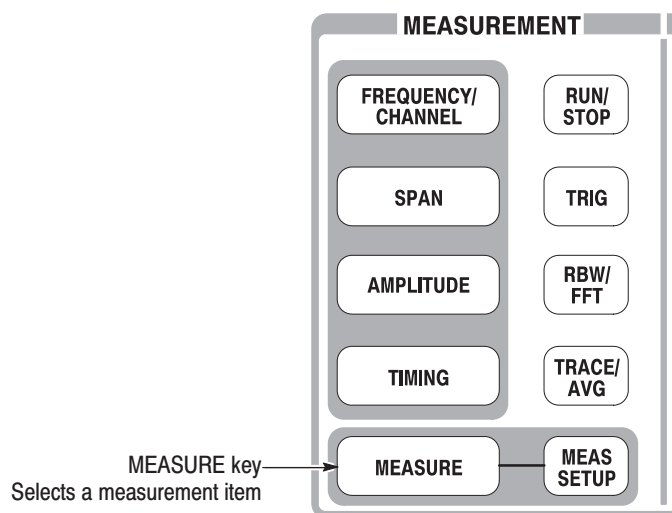 MEASUREMENT
FREQUENCY/
CHANNEL
RUN/
STOP
SPAN
TRIG
AMPLITUDE
RBW/
FFT
TIMING
TRACE/
AVG
MEASURE key
Selects a measurement item
MEASURE
MEAS
SETUP